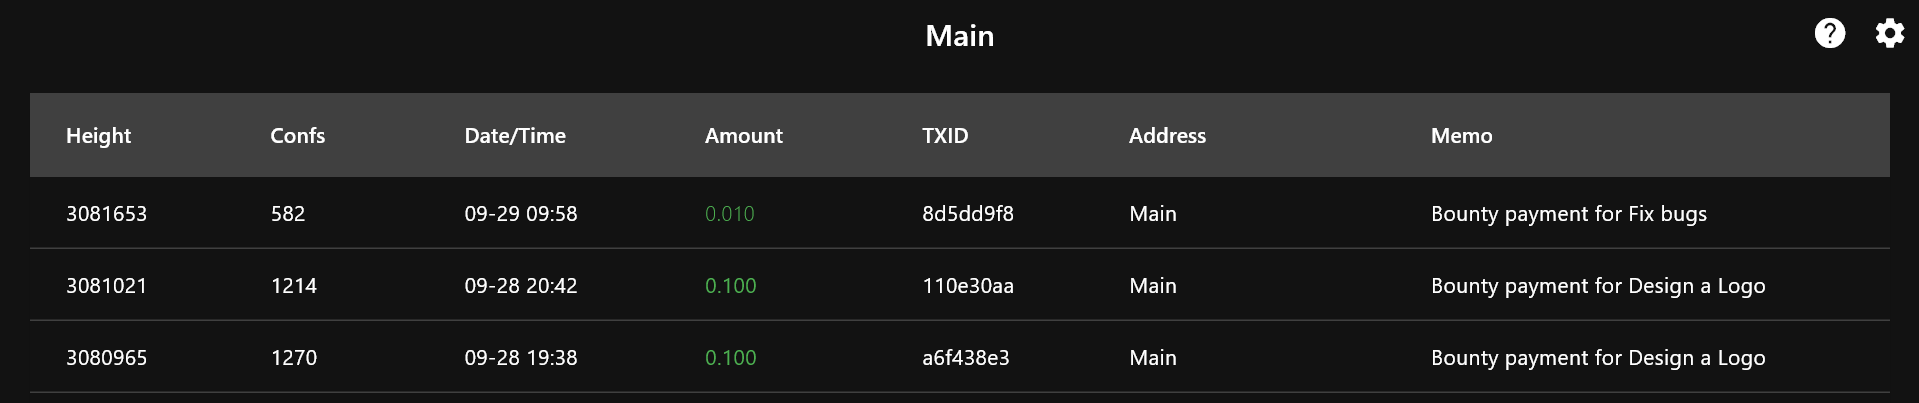 Main
Height Confs Date/Time Amount TXID Address Memo
3081653 582 09-29 09:58 0.010 8d5dd9f8 Main Bounty payment for Fix bugs
3081021 1214 09-28 20:42 0.100 110e30aa Main Bounty payment for Design a Logo
3080965 1270 09-28 19:38 0.100 a6f438e3 Main Bounty payment for Design a Logo